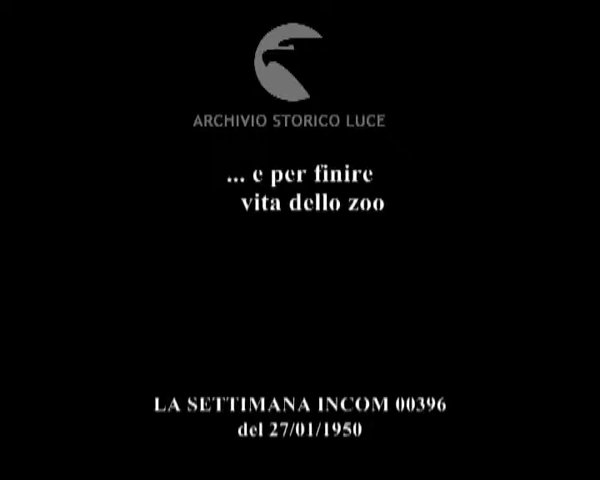 ARCHIVIO STORICO LUCE
... e per finire
vita dello zoo
LA SETTIMANA INCOM 00396
del 27/01/1950